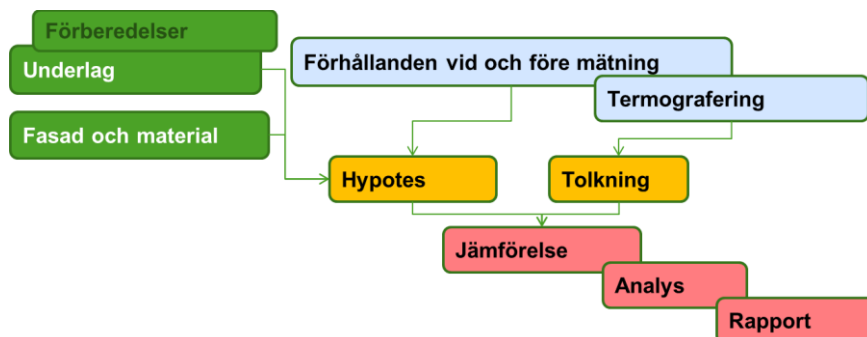 Förberedelser
Underlag
Förhållanden vid och före mätning
Termografering
Fasad och material
Hypotes
Tolkning
Jämförelse
Analys
Rapport